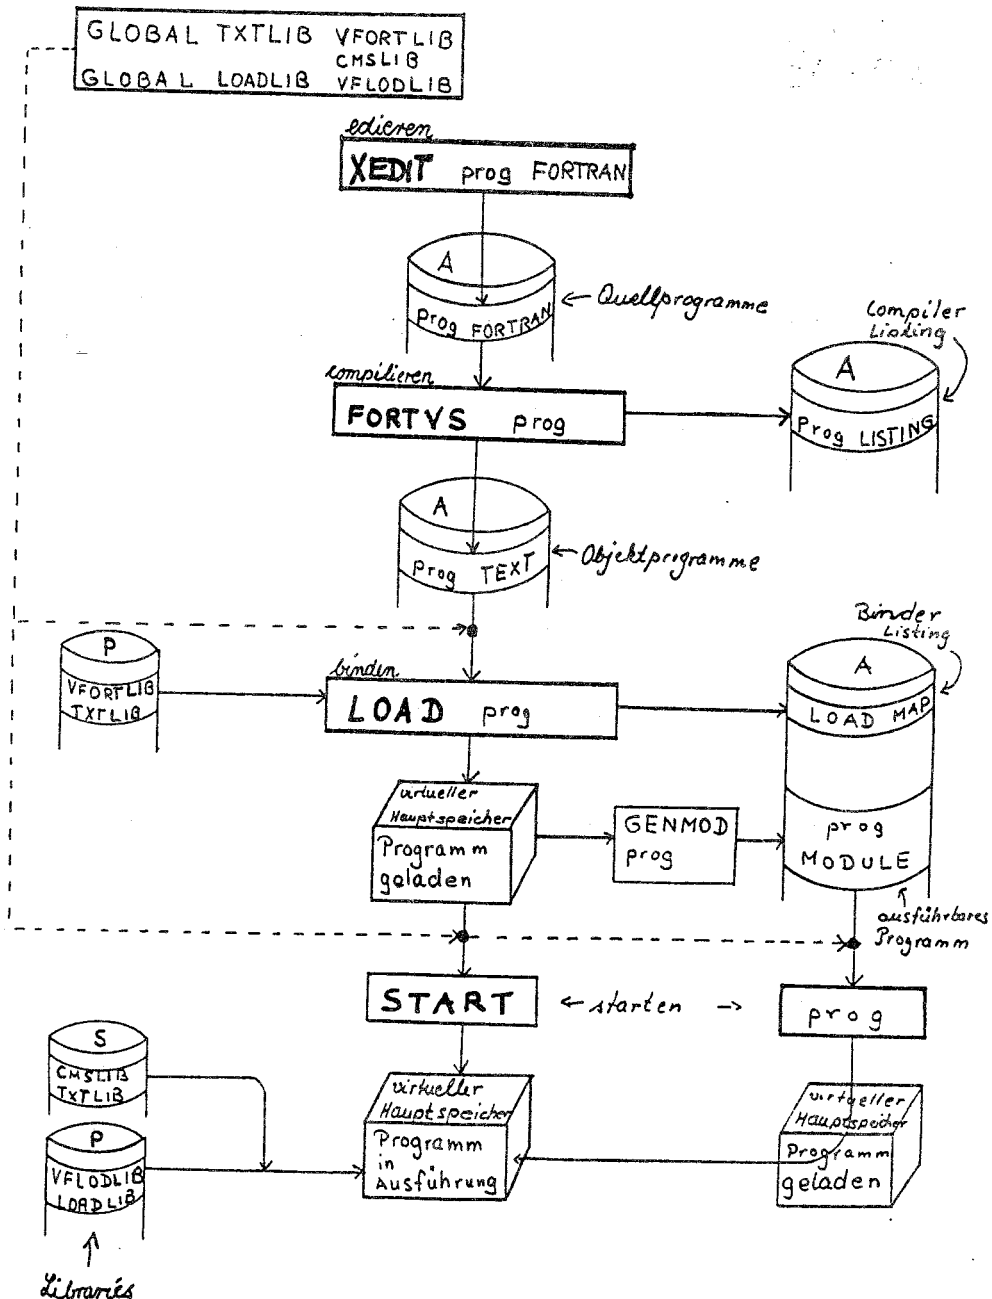 GLOBAL TXTLIB VFORTLIB
CMSLIB
GLOBAL LOADLIB VFLODLIB
edieren
XEDIT prog FORTRAN
A
prog FORTRAN
← Quellprogramme
Compiler
Listing
compilieren
FORTVS prog
A
prog LISTING
A
prog TEXT
← Objektprogramme
Binder
Listing
P
VFORTLIB
TXTLIB
binden
LOAD prog
A
LOAD MAP
virtueller
Hauptspeicher
Programm
geladen
GENMOD
prog
prog
MODULE
ausführbares
Programm
START
← starten →
prog
S
CMSLIB
TXTLIB
P
VFLODLIB
LOADLIB
Libraries
virtueller
Hauptspeicher
Programm
in
Ausführung
virtueller
Hauptspeicher
Programm
geladen